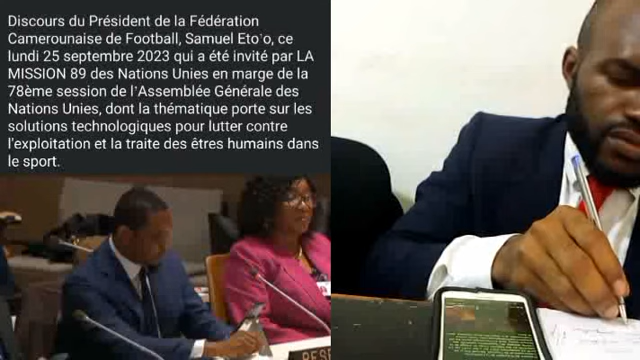 Discours du Président de la Fédération
Camerounaise de Football, Samuel Eto'o, ce
lundi 25 septembre 2023 qui a été invité par LA
MISSION 89 des Nations Unies en marge de la
78ème session de l'Assemblée Générale des
Nations Unies, dont la thématique porte sur les
solutions technologiques pour lutter contre
l'exploitation et la traite des êtres humains dans
le sport.